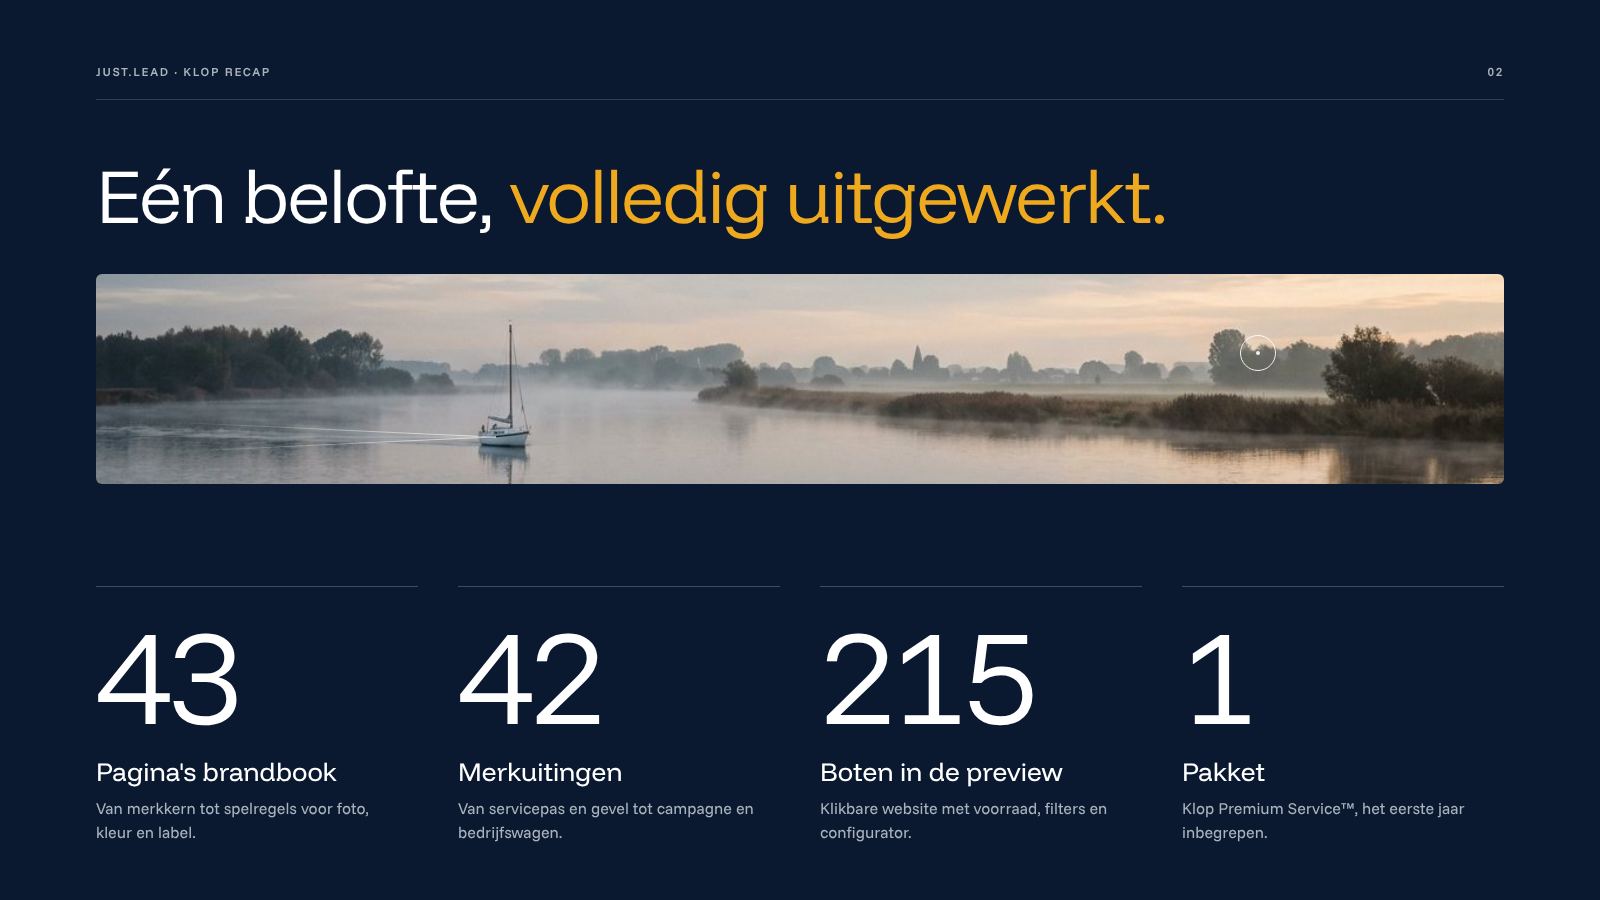 JUST.LEAD · KLOP RECAP
02
Eén belofte, volledig uitgewerkt.
43
Pagina's brandbook
Van merkkern tot spelregels voor foto,
kleur en label.
42
Merkuitingen
Van servicepas en gevel tot campagne en
bedrijfswagen.
215
Boten in de preview
Klikbare website met voorraad, filters en
configurator.
1
Pakket
Klop Premium Service™, het eerste jaar
inbegrepen.